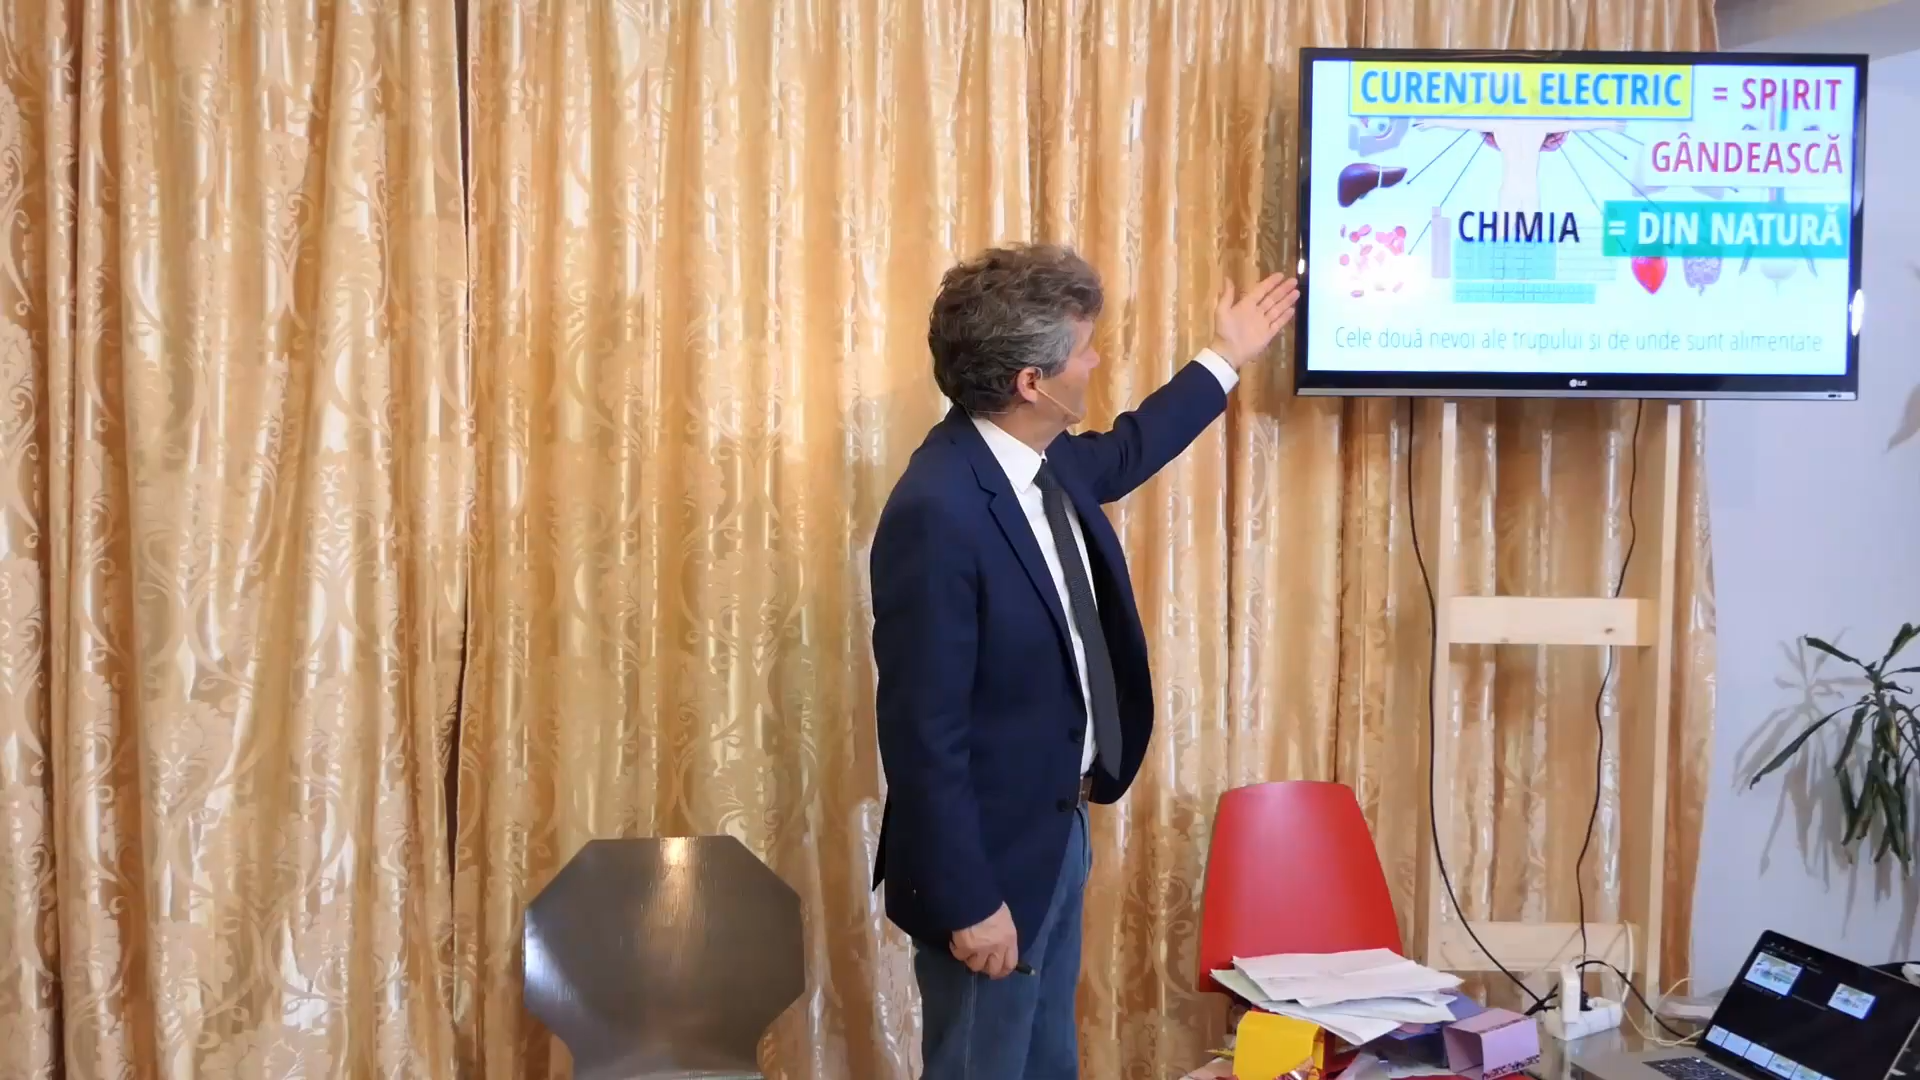 CURENTUL ELECTRIC = SPIRIT
GÂNDEASCĂ
CHIMIA = DIN NATURĂ
Cele două nevoi ale trupului și de unde sunt alimentate
LG